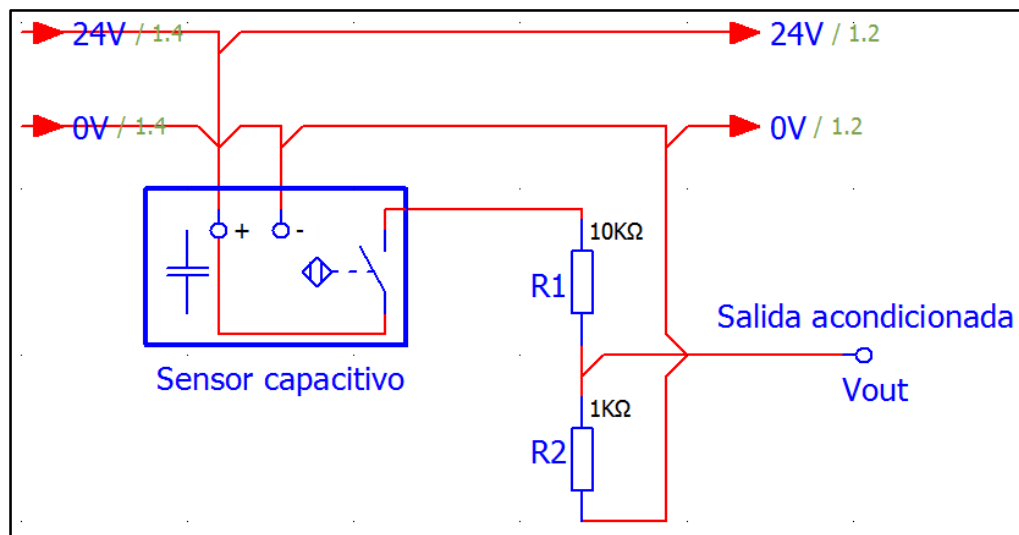 24V / 1.4
24V / 1.2
0V / 1.4
0V / 1.2
+
-
10KΩ
R1
Salida acondicionada
Sensor capacitivo
Vout
1KΩ
R2